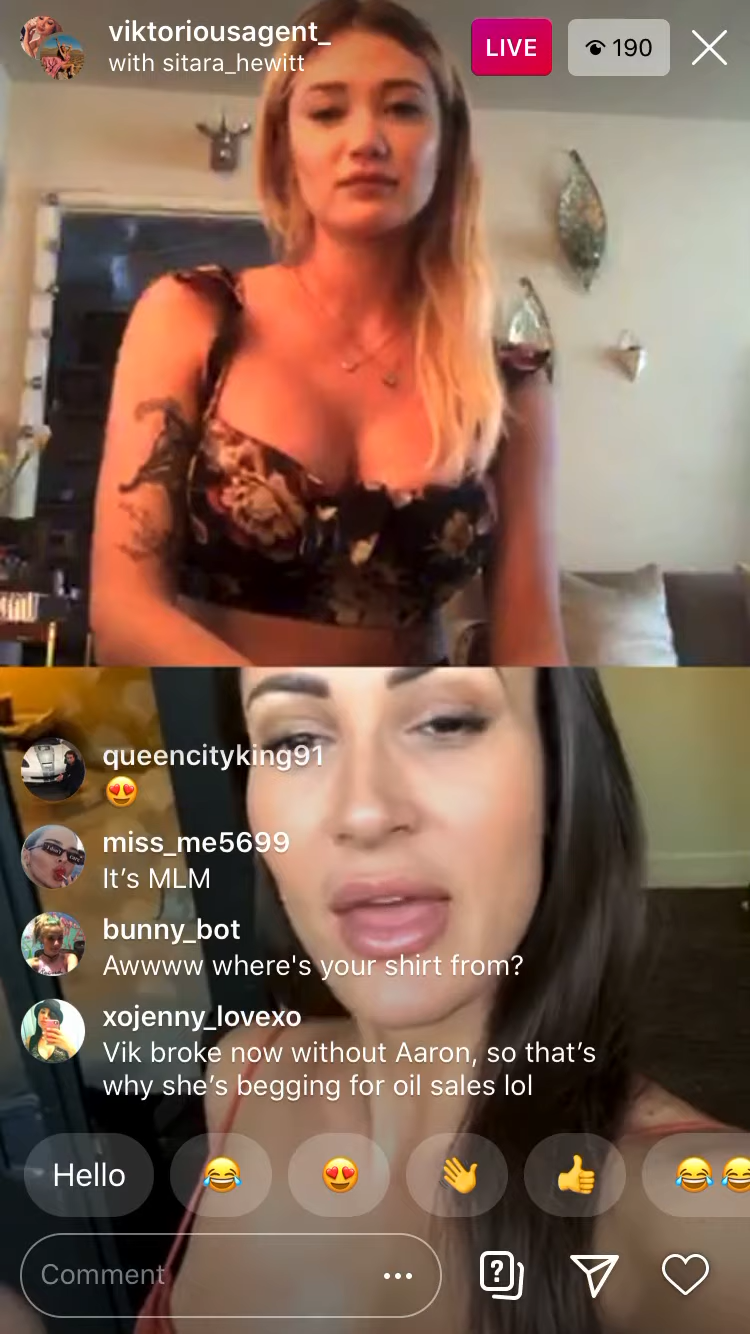 viktoriousagent_
with sitara_hewitt
LIVE
190
queencityking91
😍
miss_me5699
It's MLM
bunny_bot
Awwww where's your shirt from?
xojenny_lovexo
Vik broke now without Aaron, so that's
why she's begging for oil sales lol
Hello 😂 😍 👋 👍 😂😂
Comment